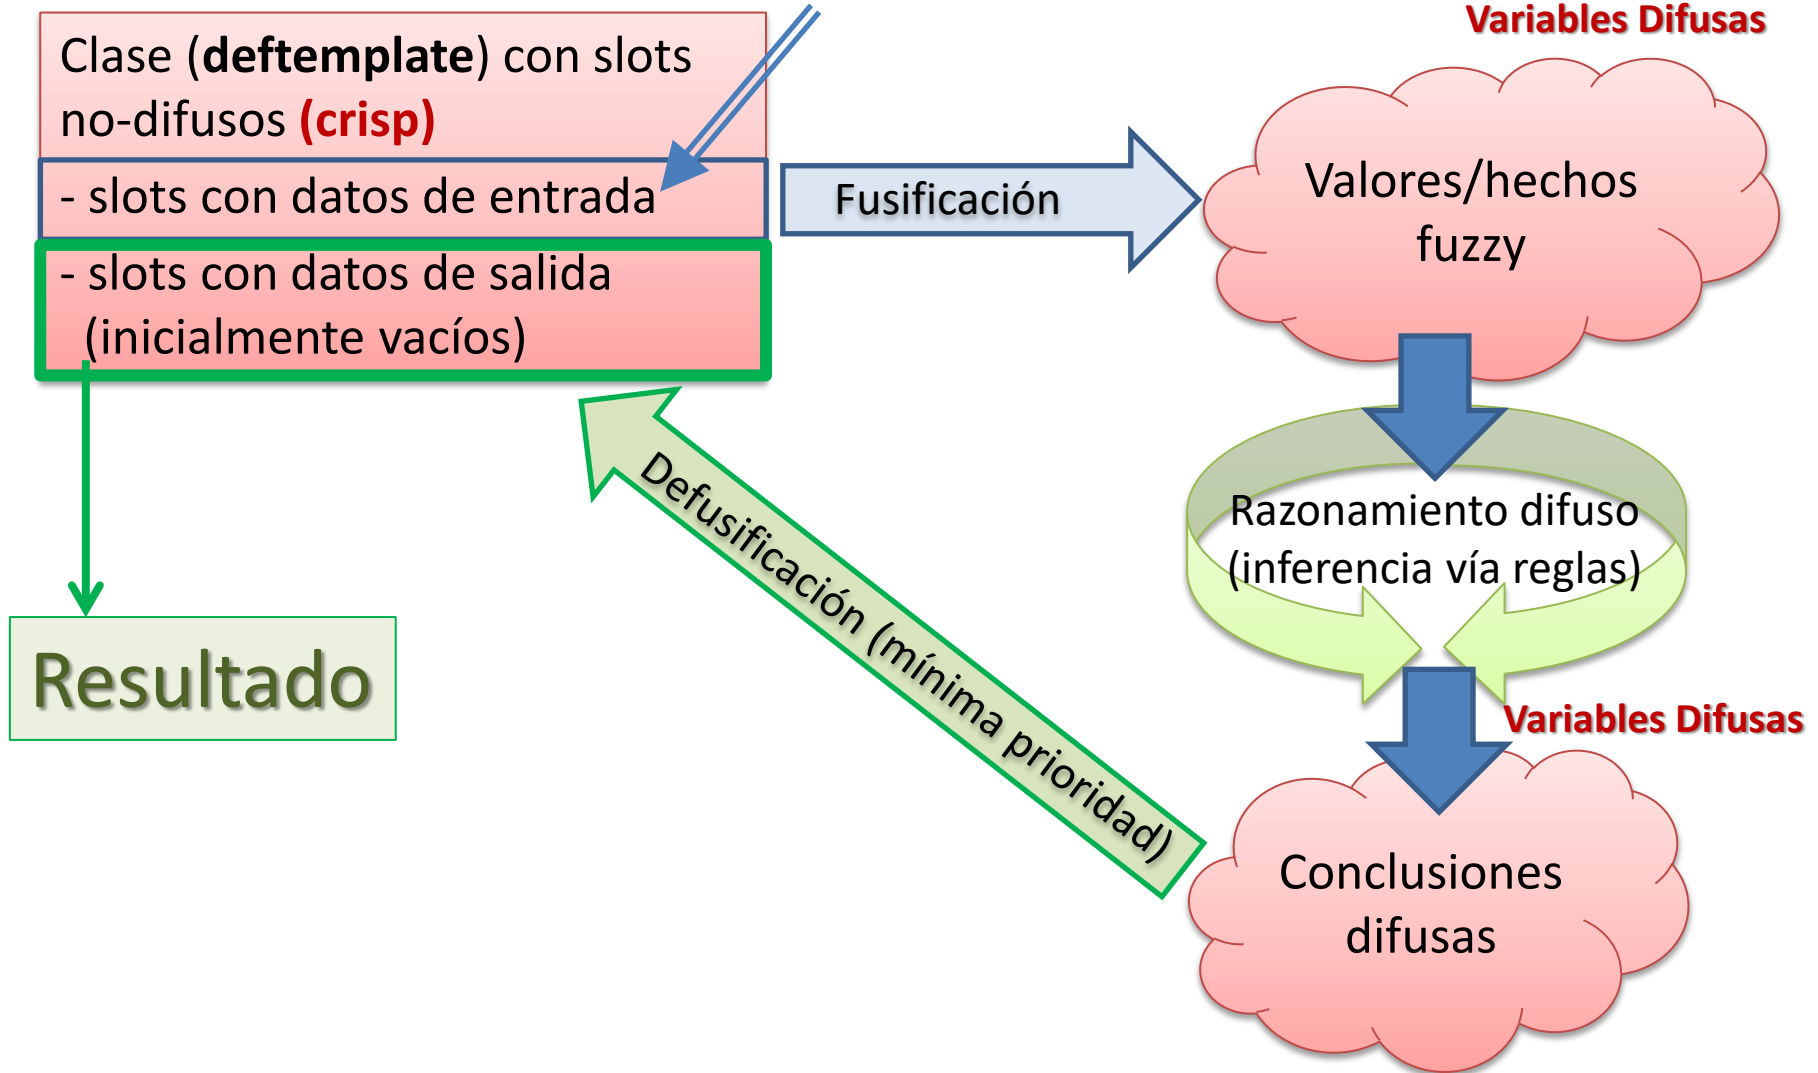 Variables Difusas
Clase (deftemplate) con slots
no-difusos (crisp)
- slots con datos de entrada
- slots con datos de salida
(inicialmente vacíos)
Fusificación
Valores/hechos
fuzzy
Razonamiento difuso
(inferencia vía reglas)
Variables Difusas
Conclusiones
difusas
Defusificación (mínima prioridad)
Resultado